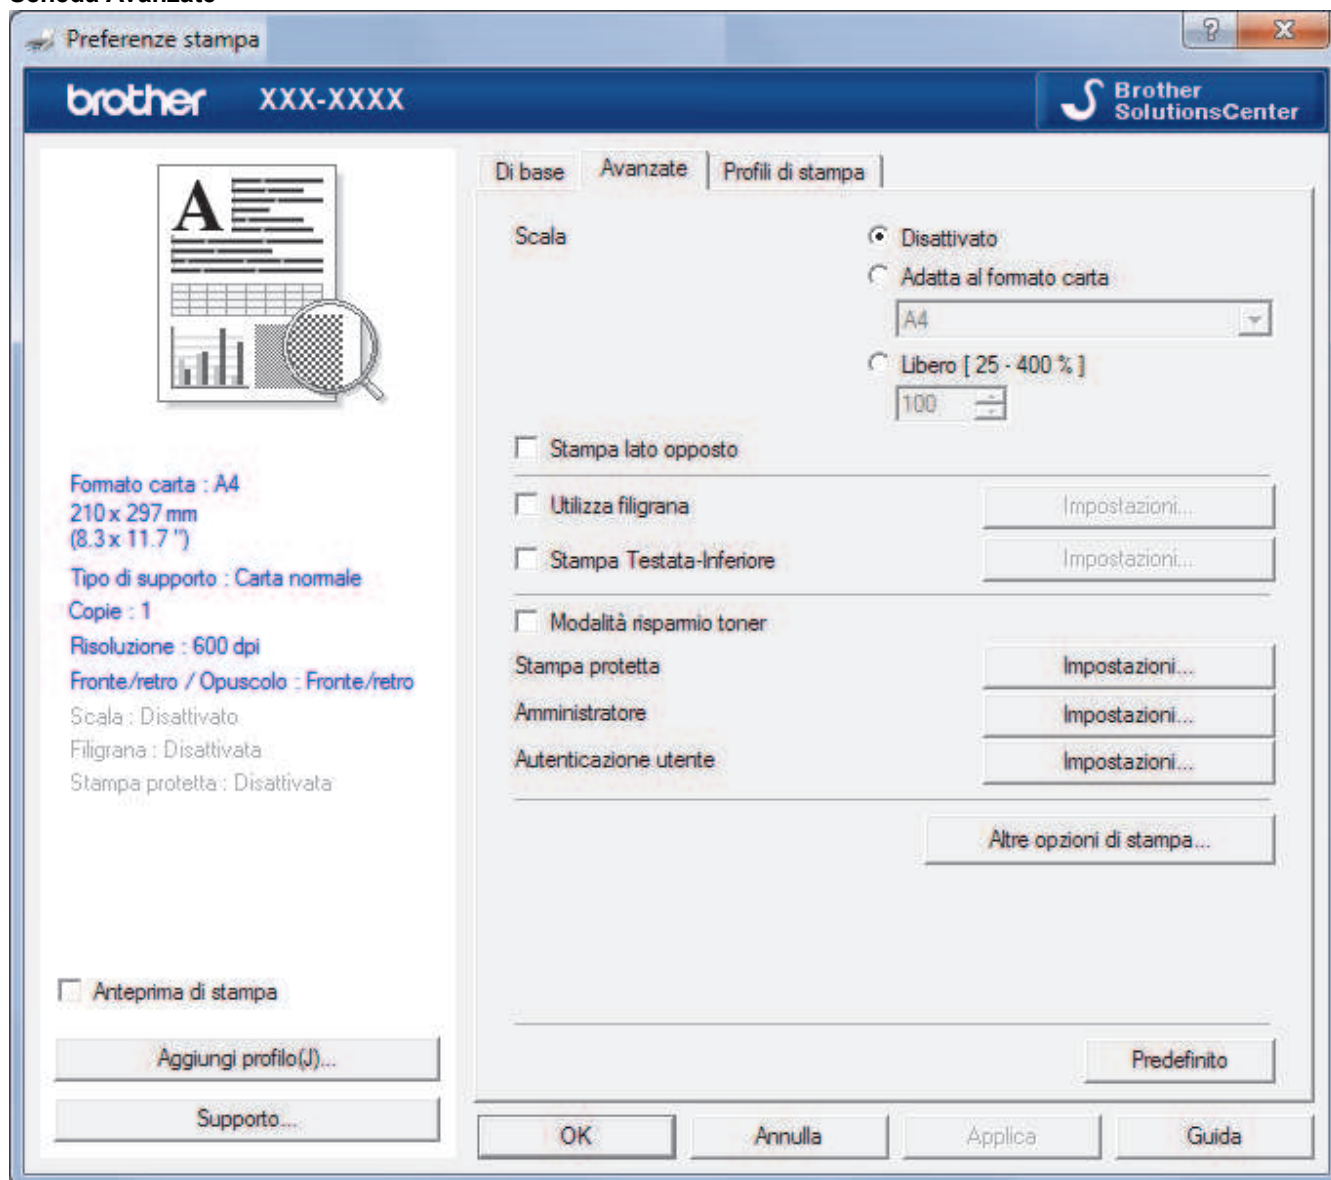 Scheda Avanzate
Preferenze stampa
brother XXX-XXXX
Brother
SolutionsCenter
A
Formato carta : A4
210 x 297 mm
(8.3 x 11.7 ")
Tipo di supporto : Carta normale
Copie : 1
Risoluzione : 600 dpi
Fronte/retro / Opuscolo : Fronte/retro
Scala : Disattivato
Filigrana : Disattivata
Stampa protetta : Disattivata
Anteprima di stampa
Aggiungi profilo(J)...
Supporto...
Di base Avanzate Profili di stampa
Scala
Disattivato
Adatta al formato carta
A4
Libero [ 25 - 400 % ]
100
Stampa lato opposto
Utilizza filigrana Impostazioni...
Stampa Testata-Inferiore Impostazioni...
Modalità risparmio toner
Stampa protetta Impostazioni...
Amministratore Impostazioni...
Autenticazione utente Impostazioni...
Altre opzioni di stampa...
Predefinito
OK Annulla Applica Guida